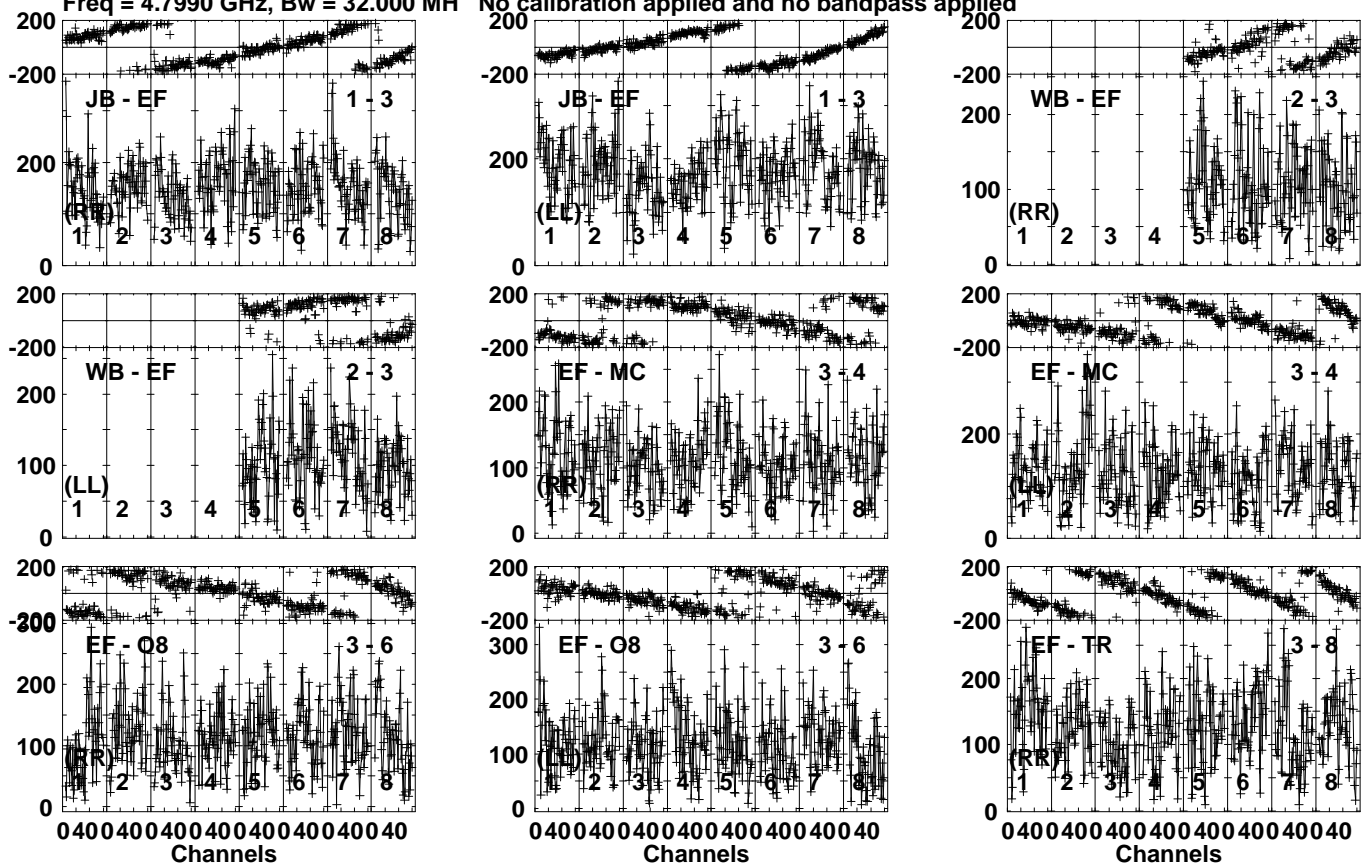 Freq = 4.7990 GHz, Bw = 32.000 MH No calibration applied and no bandpass applied
200
-200
JB - EF 1 - 3
200
(RR)
1 2 3 4 5 6 7 8
0
200
-200
JB - EF 1 - 3
200
(LL)
1 2 3 4 5 6 7 8
0
200
-200
WB - EF 2 - 3
200
100
(RR)
1 2 3 4 5 6 7 8
0
200
-200
WB - EF 2 - 3
200
100
(LL)
1 2 3 4 5 6 7 8
0
200
-200
EF - MC 3 - 4
200
100
(RR)
1 2 3 4 5 6 7 8
0
200
-200
EF - MC 3 - 4
200
(LL)
1 2 3 4 5 6 7 8
0
200
-200
300
EF - O8 3 - 6
200
100
(RR)
1 2 3 4 5 6 7 8
0
0 40 0 40 0 40 0 40 0 40 0 40 0 40 0 40
Channels
200
-200
300
EF - O8 3 - 6
200
100
(LL)
1 2 3 4 5 6 7 8
0
0 40 0 40 0 40 0 40 0 40 0 40 0 40 0 40
Channels
200
-200
EF - TR 3 - 8
200
100
(RR)
1 2 3 4 5 6 7 8
0
0 40 0 40 0 40 0 40 0 40 0 40 0 40 0 40
Channels